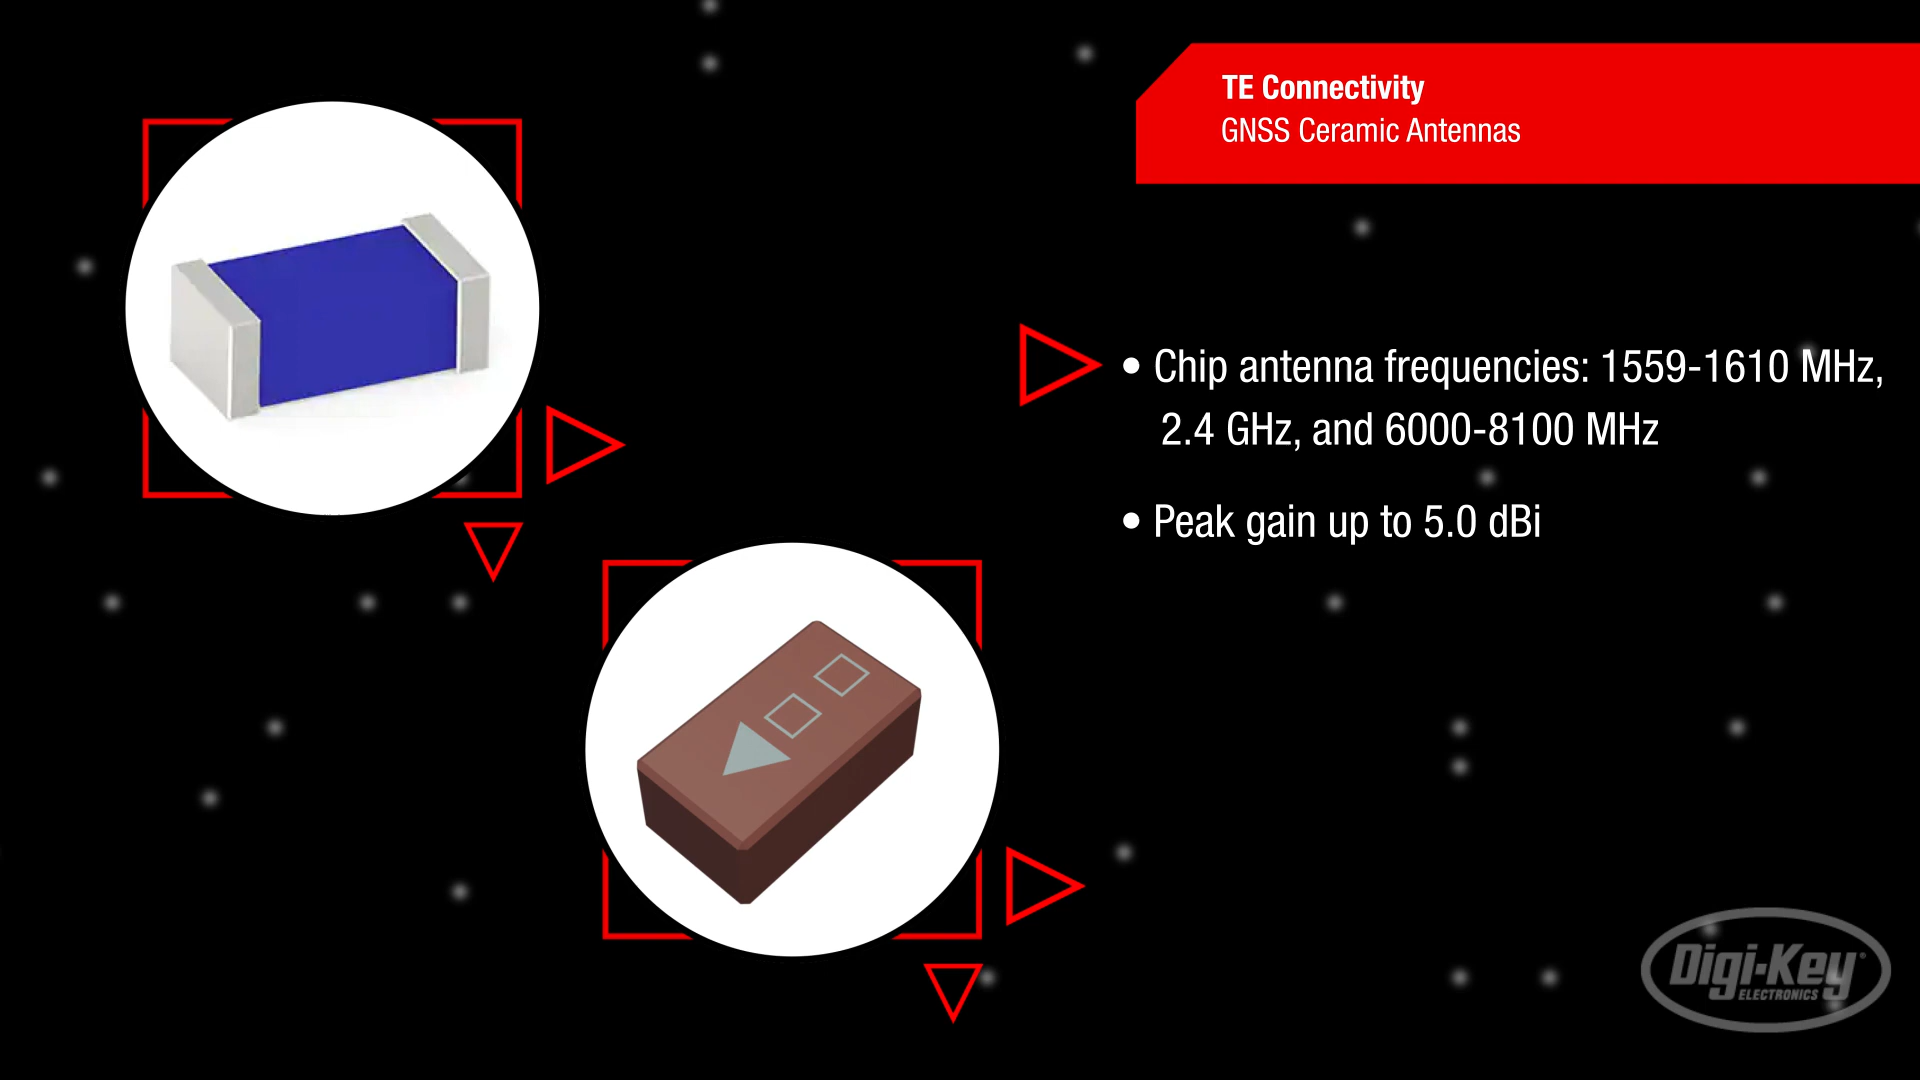 TE Connectivity
GNSS Ceramic Antennas
• Chip antenna frequencies: 1559-1610 MHz,
2.4 GHz, and 6000-8100 MHz
• Peak gain up to 5.0 dBi
Digi-Key®
ELECTRONICS